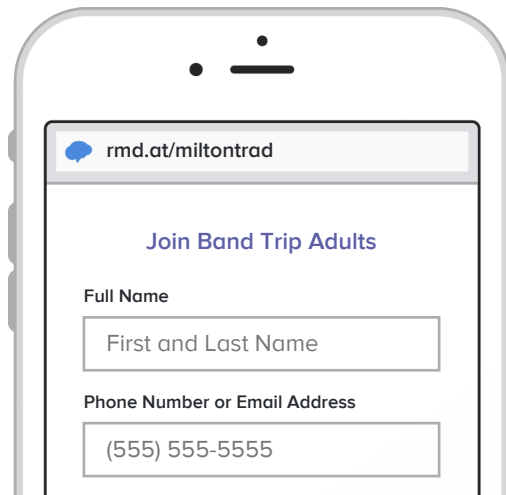 rmd.at/miltontrad
Join Band Trip Adults
Full Name
First and Last Name
Phone Number or Email Address
(555) 555-5555